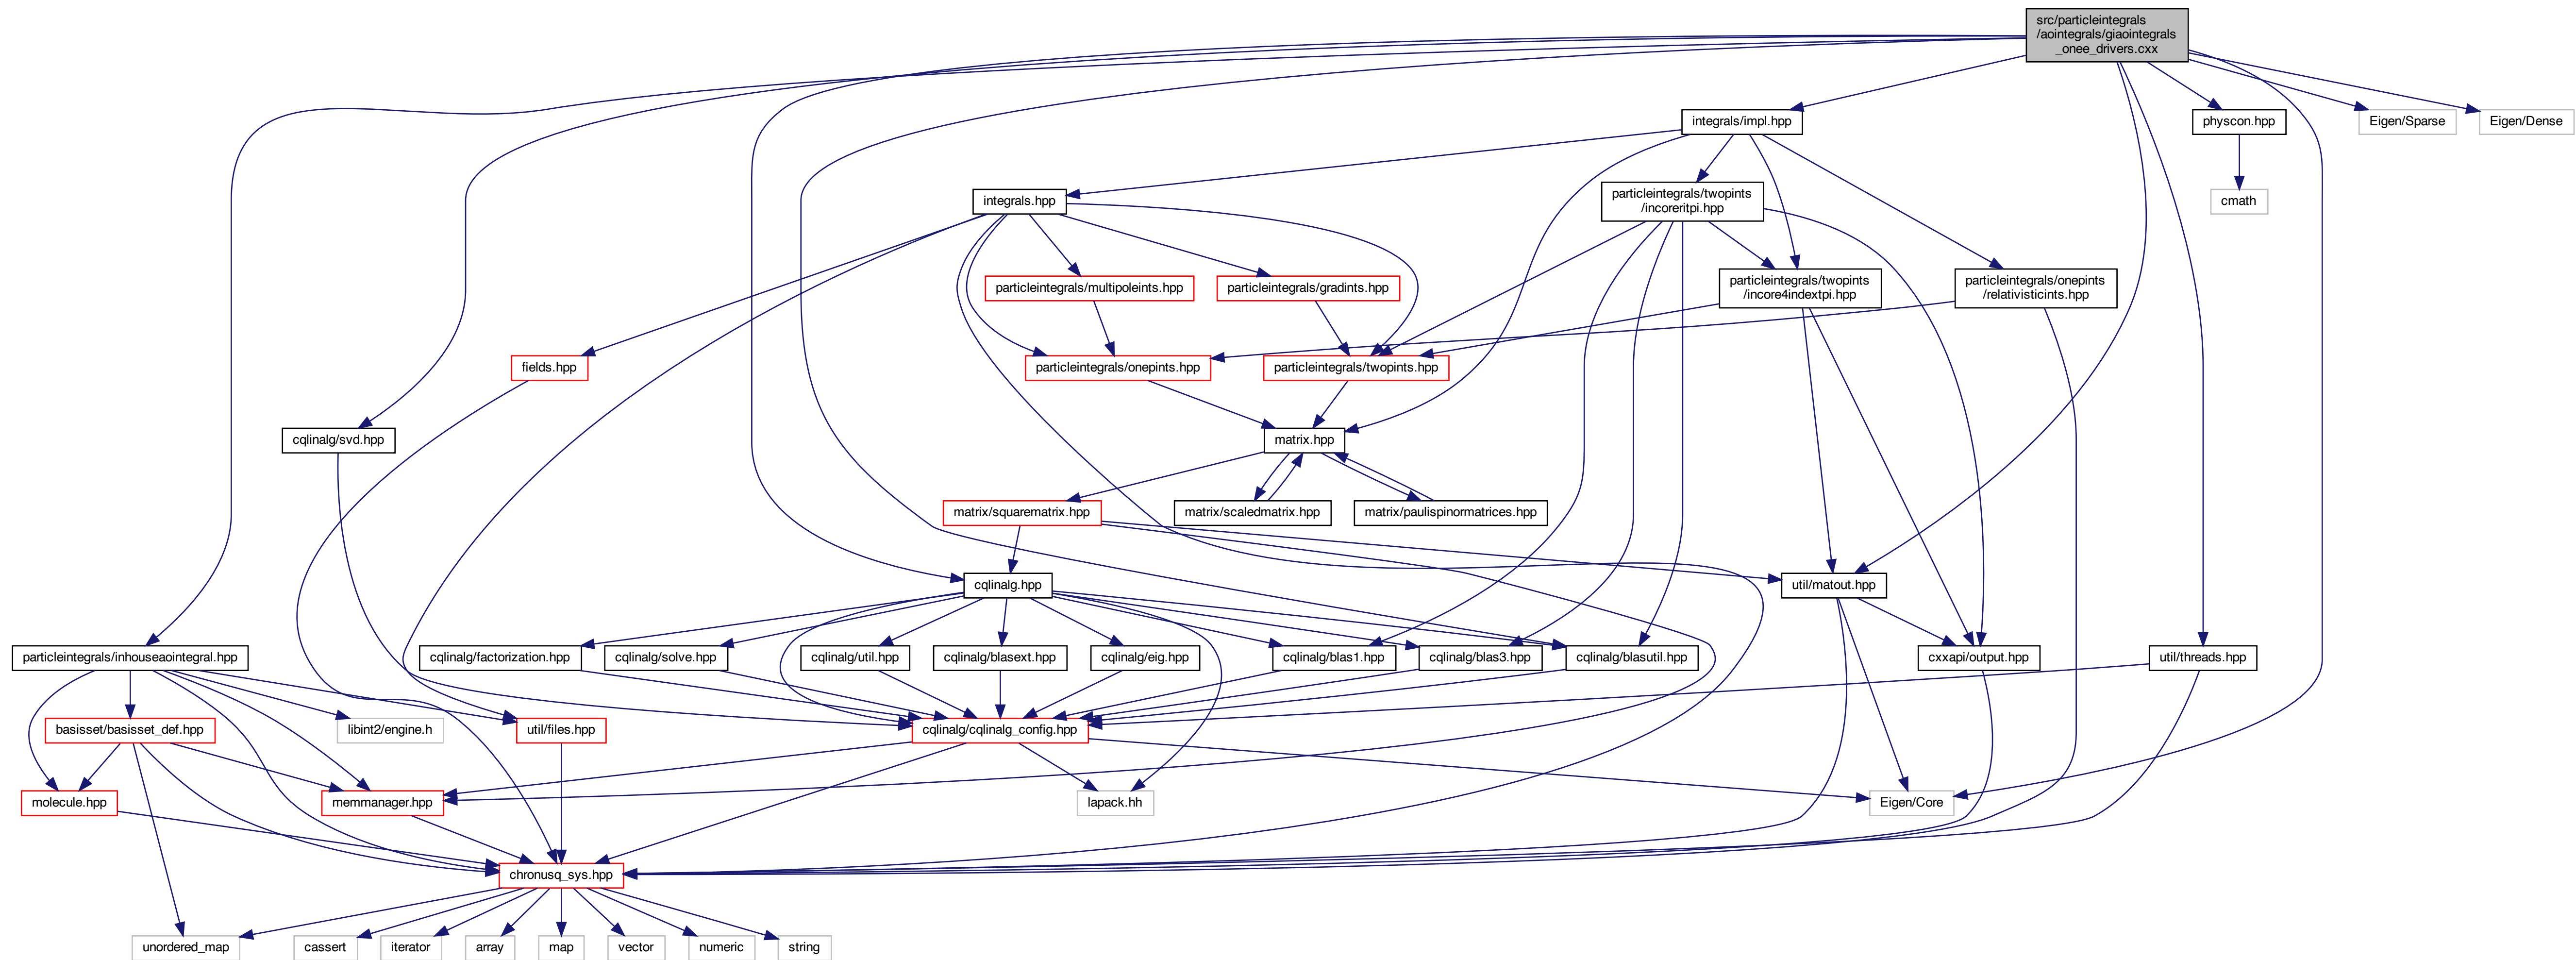 src/particleintegrals
/aointegrals/giaointegrals
_onee_drivers.cxx
integrals/impl.hpp
physcon.hpp
Eigen/Sparse
Eigen/Dense
integrals.hpp
particleintegrals/twopints
/incoreritpi.hpp
cmath
particleintegrals/multipoleints.hpp
particleintegrals/gradints.hpp
particleintegrals/twopints
/incore4indextpi.hpp
particleintegrals/onepints
/relativisticints.hpp
fields.hpp
particleintegrals/onepints.hpp
particleintegrals/twopints.hpp
cqlinalg/svd.hpp
matrix.hpp
matrix/squarematrix.hpp
matrix/scaledmatrix.hpp
matrix/paulispinormatrices.hpp
cqlinalg.hpp
util/matout.hpp
particleintegrals/inhouseaointegral.hpp
cqlinalg/factorization.hpp
cqlinalg/solve.hpp
cqlinalg/util.hpp
cqlinalg/blasext.hpp
cqlinalg/eig.hpp
cqlinalg/blas1.hpp
cqlinalg/blas3.hpp
cqlinalg/blasutil.hpp
cxxapi/output.hpp
util/threads.hpp
basisset/basisset_def.hpp
libint2/engine.h
util/files.hpp
cqlinalg/cqlinalg_config.hpp
molecule.hpp
memmanager.hpp
lapack.hh
Eigen/Core
chronusq_sys.hpp
unordered_map
cassert
iterator
array
map
vector
numeric
string